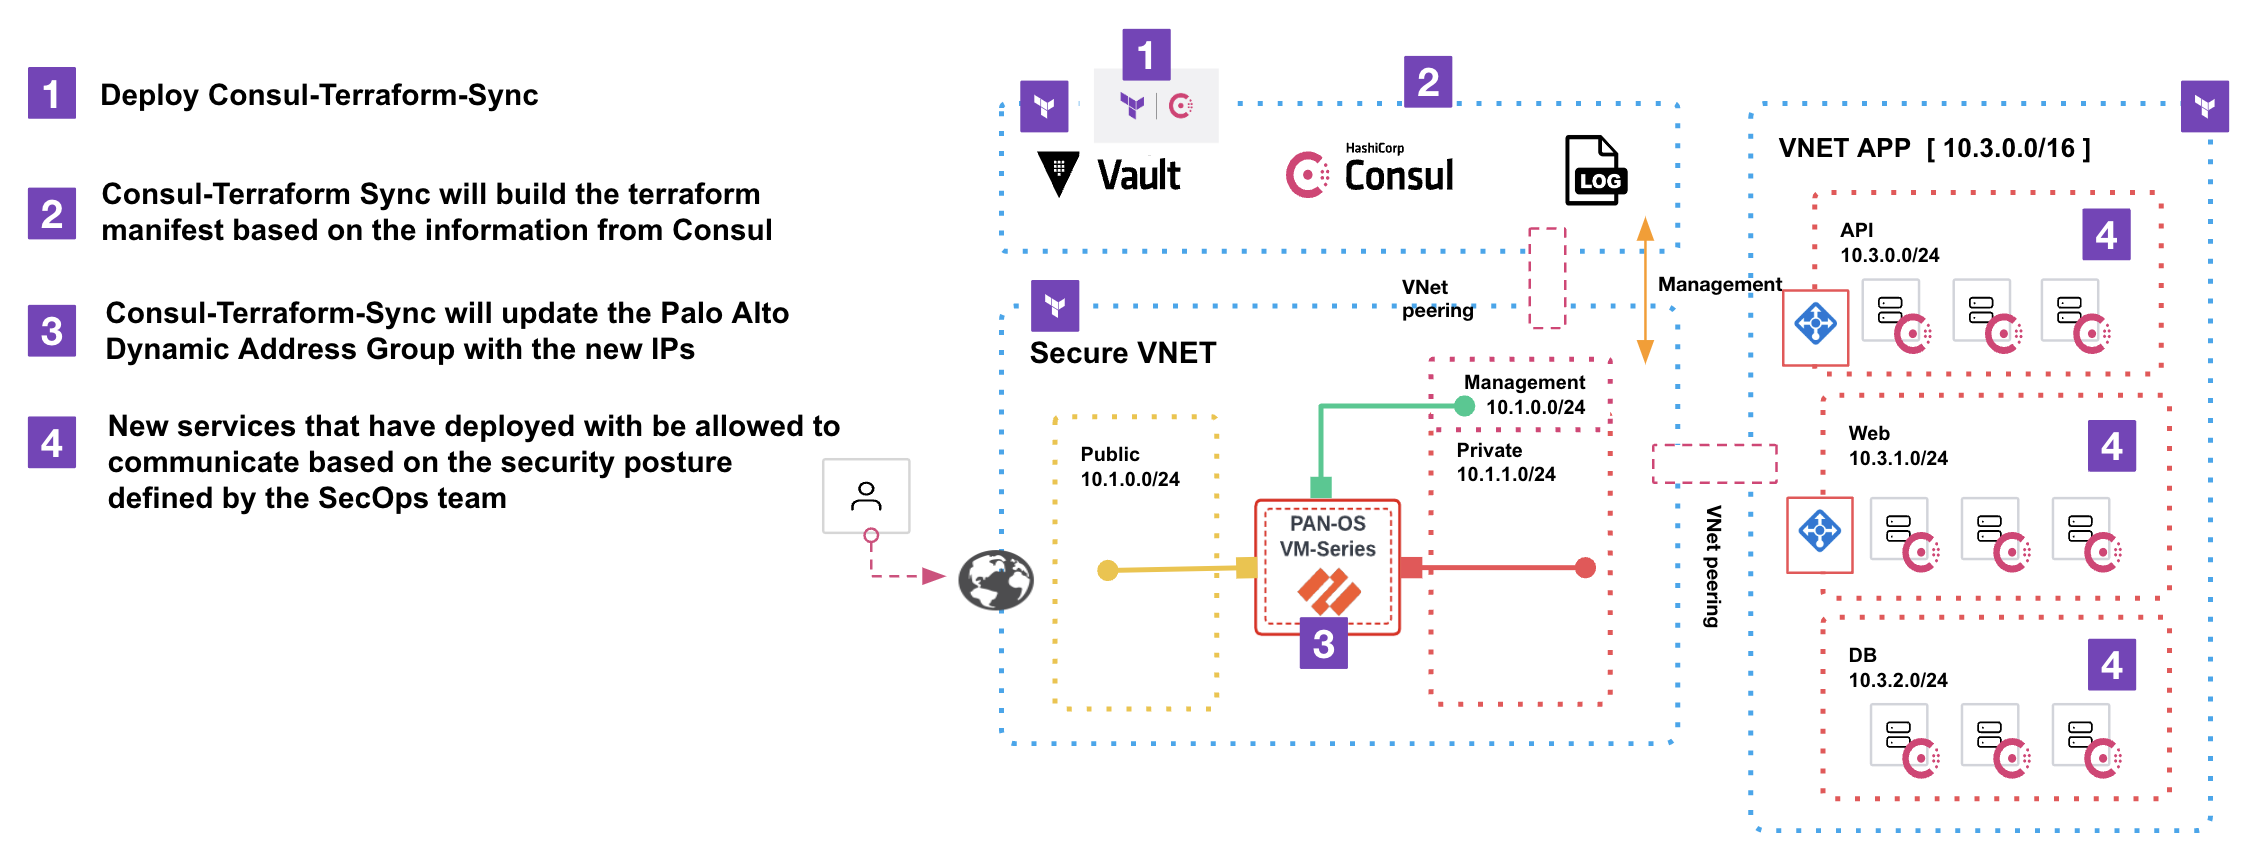 1
Deploy Consul-Terraform-Sync
2
Consul-Terraform Sync will build the terraform
manifest based on the information from Consul
3
Consul-Terraform-Sync will update the Palo Alto
Dynamic Address Group with the new IPs
4
New services that have deployed with be allowed to
communicate based on the security posture
defined by the SecOps team
1
2
Vault
HashiCorp
Consul
LOG
VNet
peering
Management
Secure VNET
Public
10.1.0.0/24
Management
10.1.0.0/24
Private
10.1.1.0/24
PAN-OS
VM-Series
3
VNet peering
VNET APP [ 10.3.0.0/16 ]
API
10.3.0.0/24
4
Web
10.3.1.0/24
4
DB
10.3.2.0/24
4